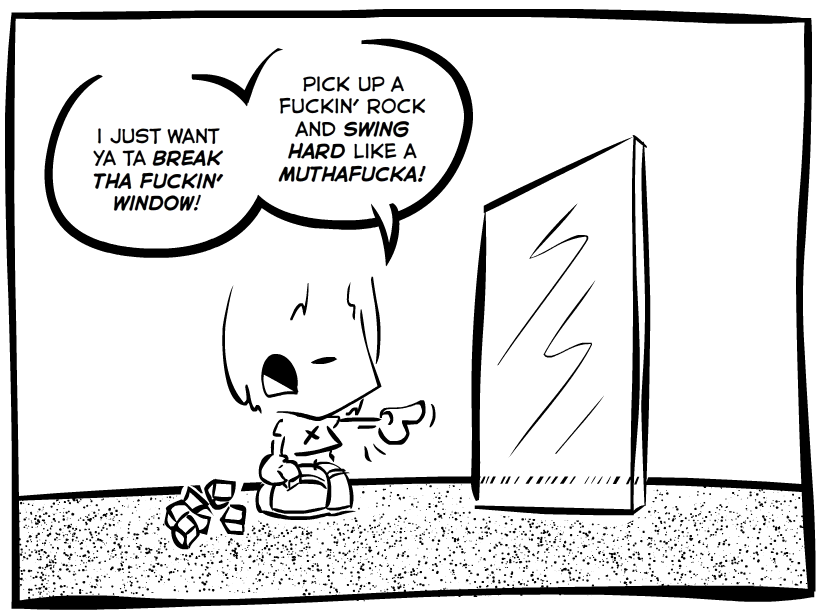 I JUST WANT
YA TA BREAK
THA FUCKIN'
WINDOW!
PICK UP A
FUCKIN' ROCK
AND SWING
HARD LIKE A
MUTHAFUCKA!